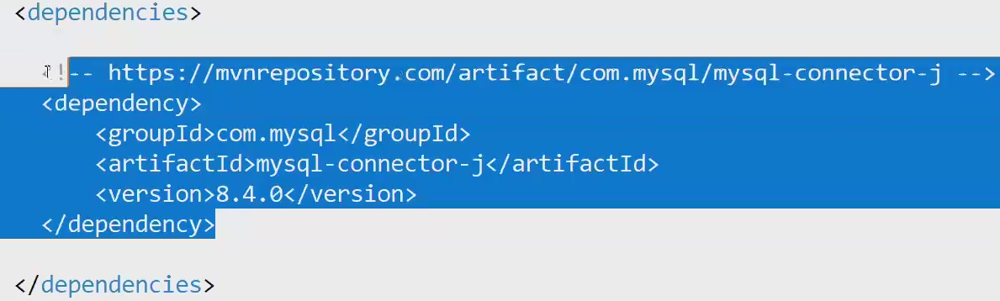 <dependencies>
<!-- https://mvnrepository.com/artifact/com.mysql/mysql-connector-j -->
<dependency>
<groupId>com.mysql</groupId>
<artifactId>mysql-connector-j</artifactId>
<version>8.4.0</version>
</dependency>
</dependencies>